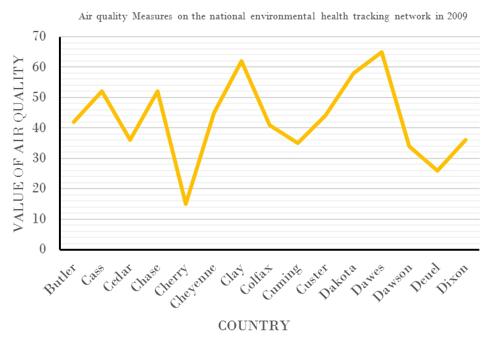 Air quality Measures on the national environmental health tracking network in 2009
70
60
50
40
30
20
10
0
VALUE OF AIR QUALITY
Butler
Cass
Cedar
Chase
Cherry
Cheyenne
Clay
Colfax
Cuming
Custer
Dakota
Dawes
Dawson
Deuel
Dixon
COUNTRY